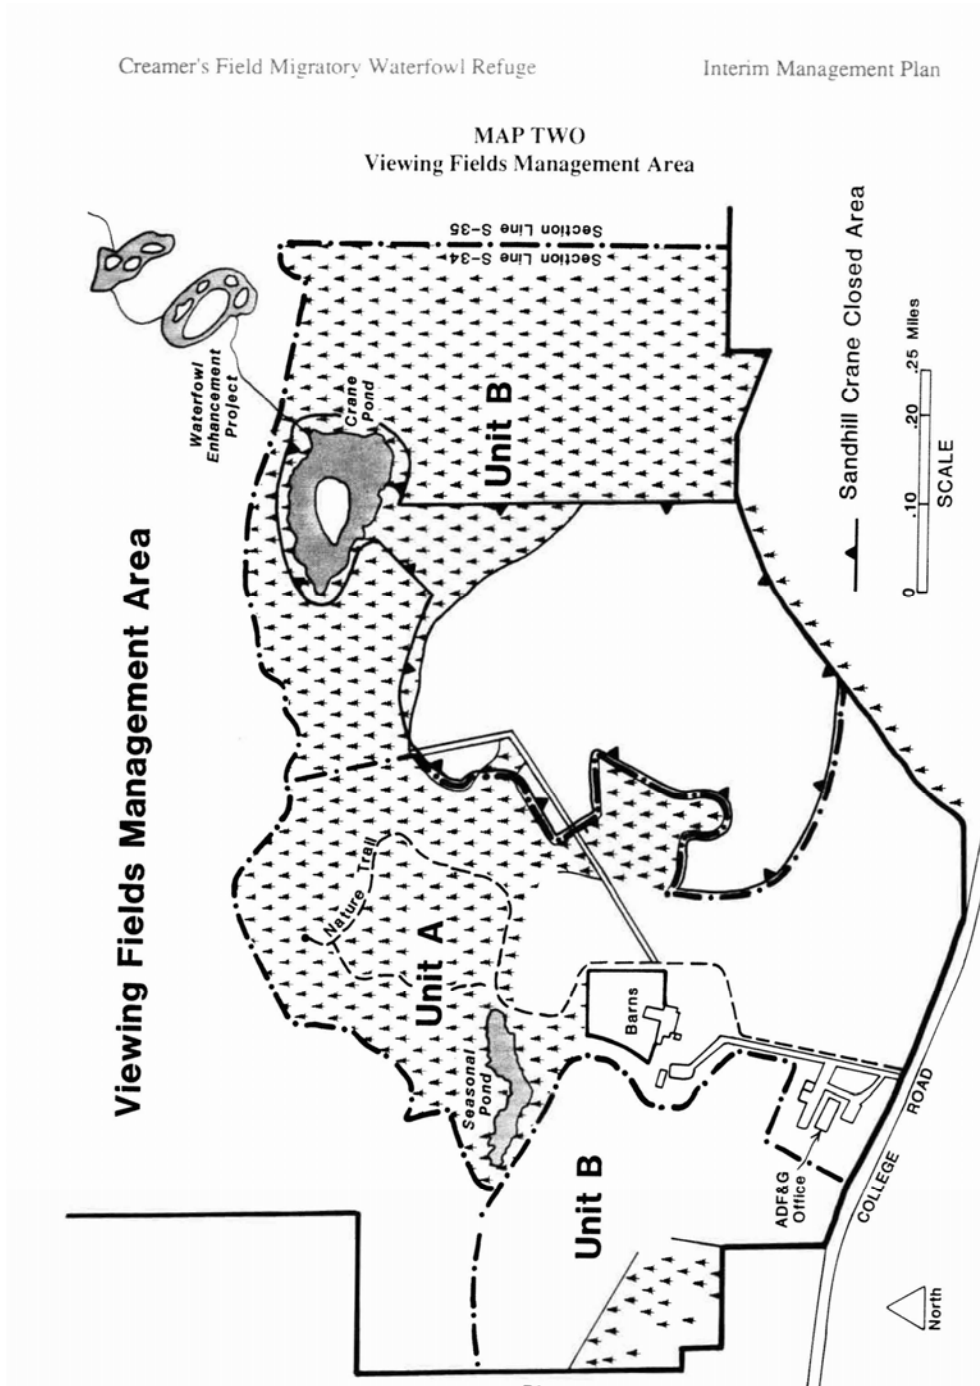 Creamer's Field Migratory Waterfowl Refuge
Interim Management Plan
MAP TWO
Viewing Fields Management Area
Viewing Fields Management Area
Waterfowl
Enhancement
Project
Crane
Pond
Section Line S-35
Section Line S-34
Unit B
Sandhill Crane Closed Area
0 .10 .20 .25 Miles
SCALE
Nature Trail
Unit A
Seasonal
Pond
Barns
Unit B
ADF&G
Office
COLLEGE ROAD
North